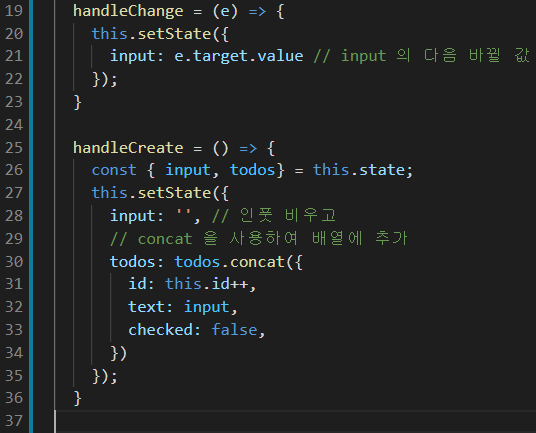 19 handleChange = (e) => {
20 this.setState({
21 input: e.target.value // input 의 다음 바뀔 값
22 });
23 }
24
25 handleCreate = () => {
26 const { input, todos} = this.state;
27 this.setState({
28 input: '', // 인풋 비우고
29 // concat 을 사용하여 배열에 추가
30 todos: todos.concat({
31 id: this.id++,
32 text: input,
33 checked: false,
34 })
35 });
36 }
37